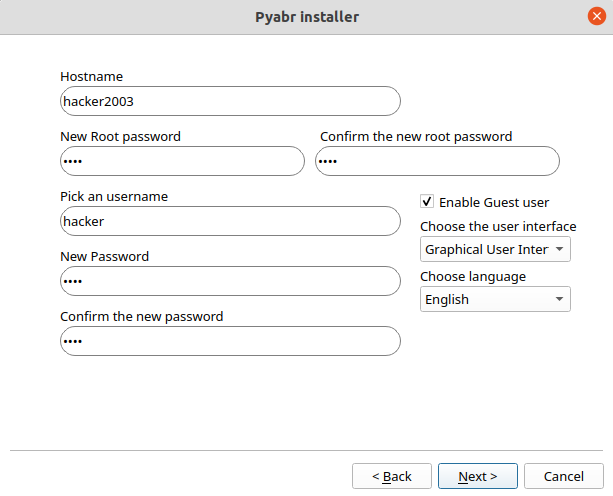 Pyabr installer
Hostname
hacker2003
New Root password
Confirm the new root password
••••
••••
Pick an username
hacker
Enable Guest user
Choose the user interface
Graphical User Inter
New Password
••••
Choose language
English
Confirm the new password
••••
< Back
Next >
Cancel